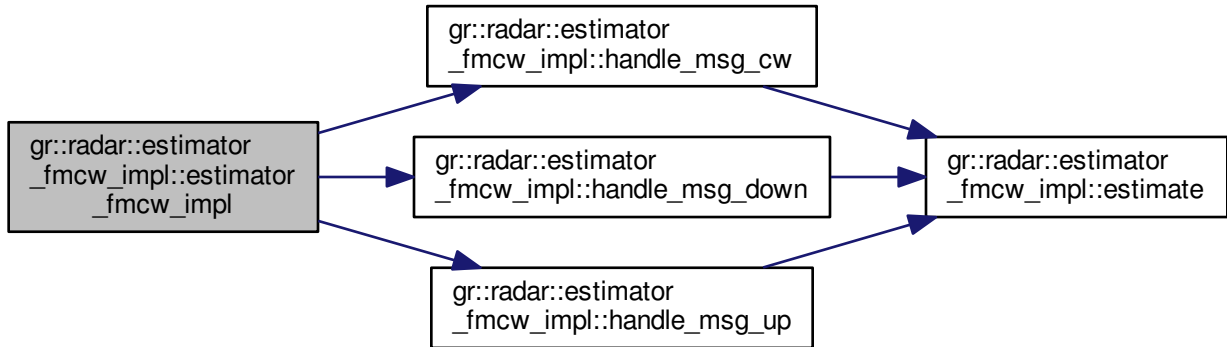 gr::radar::estimator
_fmcw_impl::handle_msg_cw
gr::radar::estimator
_fmcw_impl::estimator
_fmcw_impl
gr::radar::estimator
_fmcw_impl::handle_msg_down
gr::radar::estimator
_fmcw_impl::estimate
gr::radar::estimator
_fmcw_impl::handle_msg_up